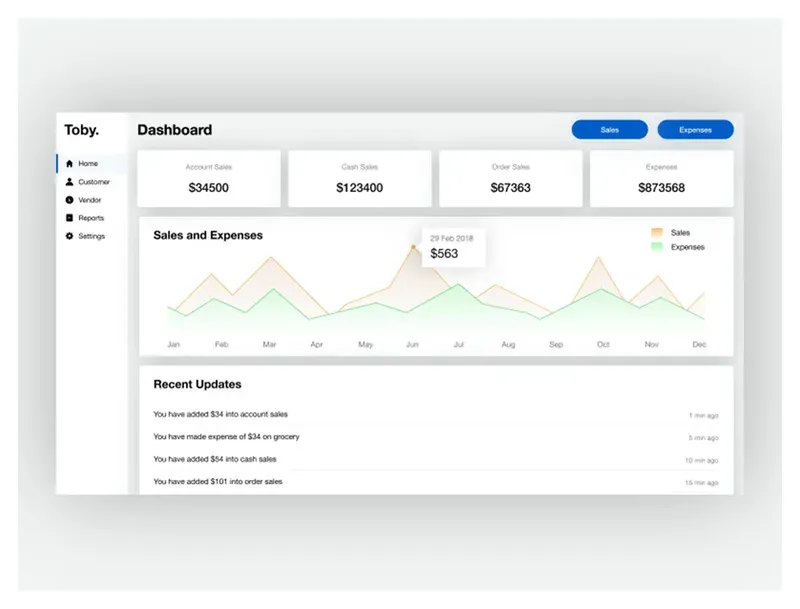 Toby.
Dashboard
Sales
Expenses
Home
Customer
Vendor
Reports
Settings
Account Sales
$34500
Cash Sales
$123400
Order Sales
$67363
Expenses
$873568
Sales and Expenses
29 Feb 2018
$563
Sales
Expenses
Jan Feb Mar Apr May Jun Jul Aug Sep Oct Nov Dec
Recent Updates
You have added $34 into account sales 1 min ago
You have made expense of $34 on grocery 5 min ago
You have added $54 into cash sales 10 min ago
You have added $101 into order sales 15 min ago